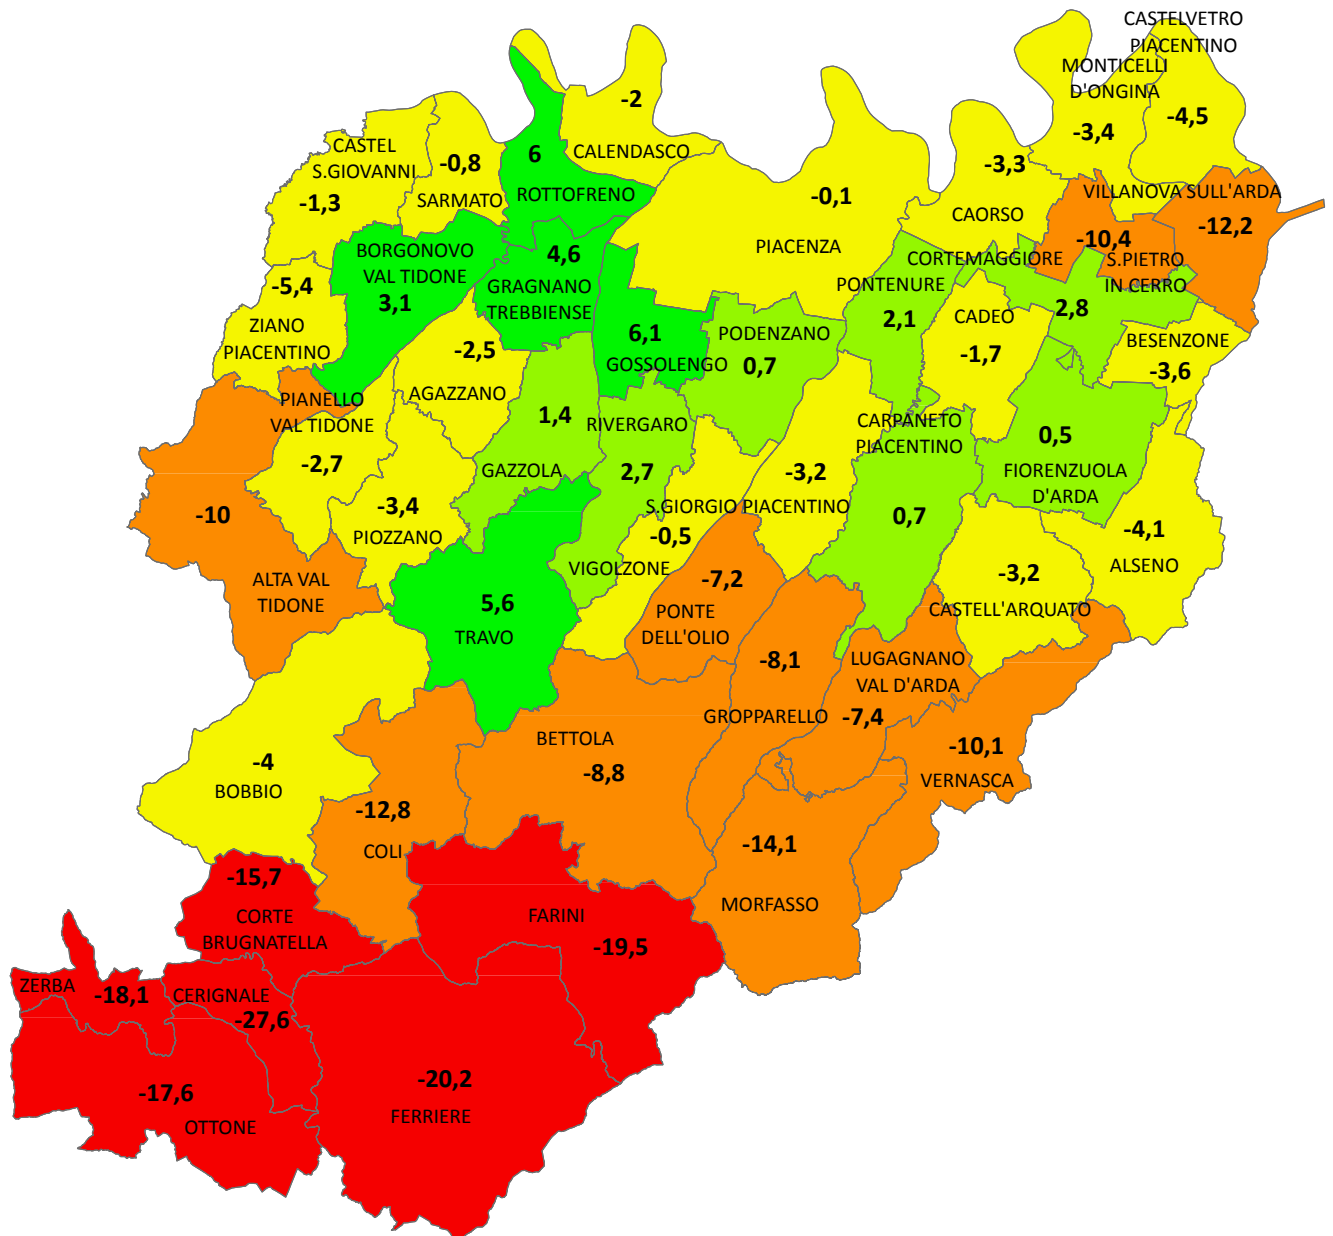 CASTELVETRO
PIACENTINO
-4,5
MONTICELLI
D'ONGINA
-3,4
-2
CALENDASCO
6
ROTTOFRENO
CASTEL
S.GIOVANNI
-1,3
-0,8
SARMATO
-0,1
PIACENZA
-3,3
CAORSO
VILLANOVA SULL'ARDA
-12,2
-10,4
S.PIETRO
IN CERRO
CORTEMAGGIORE
2,8
BORGONOVO
VAL TIDONE
3,1
4,6
GRAGNANO
TREBBIENSE
-5,4
ZIANO
PIACENTINO
PONTENURE
2,1
CADEO
-1,7
BESENZONE
-3,6
6,1
GOSSOLENGO
PODENZANO
0,7
-2,5
AGAZZANO
PIANELLO
VAL TIDONE
-2,7
1,4
GAZZOLA
RIVERGARO
2,7
CARPANETO
PIACENTINO
0,7
0,5
FIORENZUOLA
D'ARDA
-3,2
S.GIORGIO PIACENTINO
-0,5
VIGOLZONE
-3,4
PIOZZANO
-10
ALTA VAL
TIDONE
-4,1
ALSENO
-3,2
CASTELL'ARQUATO
-7,2
PONTE
DELL'OLIO
5,6
TRAVO
-8,1
GROPPARELLO
LUGAGNANO
VAL D'ARDA
-7,4
BETTOLA
-8,8
-10,1
VERNASCA
-4
BOBBIO
-12,8
COLI
-14,1
MORFASSO
-15,7
CORTE
BRUGNATELLA
FARINI
-19,5
ZERBA
-18,1
CERIGNALE
-27,6
-17,6
OTTONE
-20,2
FERRIERE